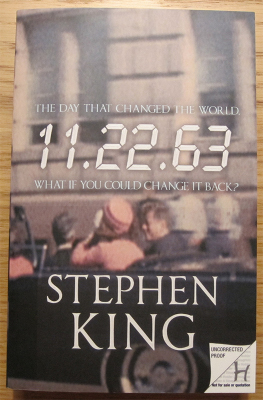 THE DAY THAT CHANGED THE WORLD.
11.22.63
WHAT IF YOU COULD CHANGE IT BACK?
STEPHEN
KING
UNCORRECTED
PROOF
H
Not for sale or quotation